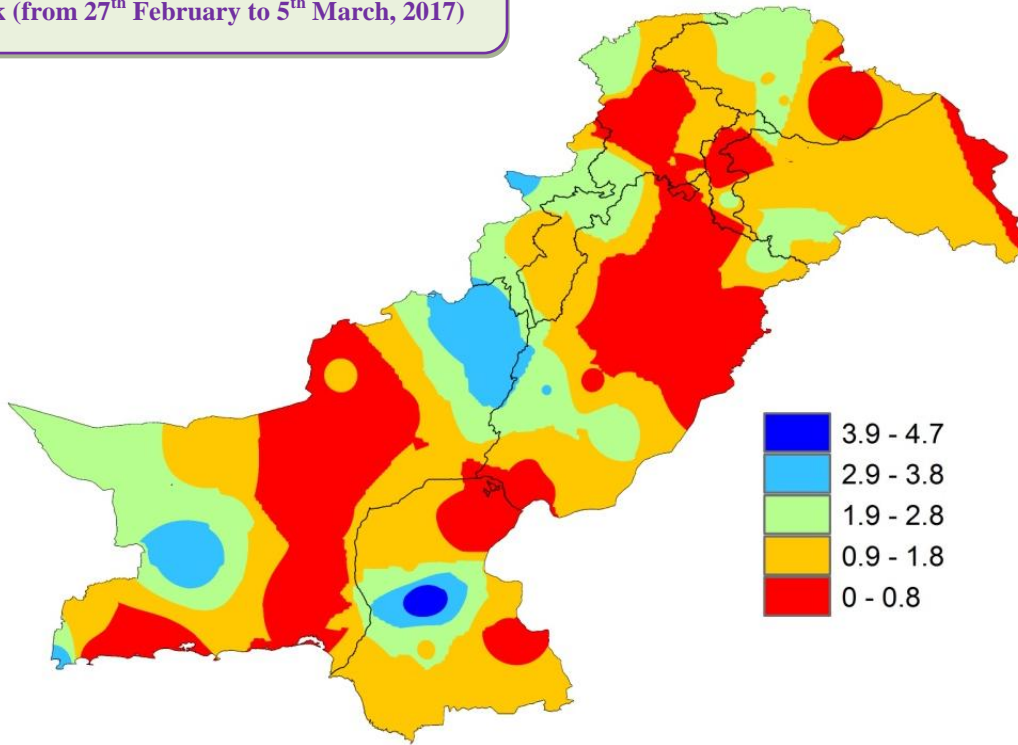 (from 27th February to 5th March, 2017)
3.9 - 4.7
2.9 - 3.8
1.9 - 2.8
0.9 - 1.8
0 - 0.8